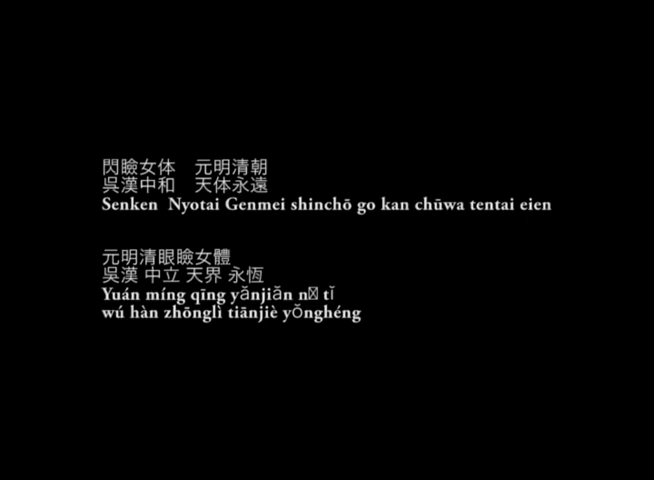 閃瞼女体　元明清朝
呉漢中和　天体永遠
Senken  Nyotai Genmei shinchō go kan chūwa tentai eien
元明清眼瞼女體
吳漢 中立 天界 永恆
Yuán míng qīng yǎnjiǎn n tǐ
wú hàn zhōnglì tiānjiè yǒnghéng